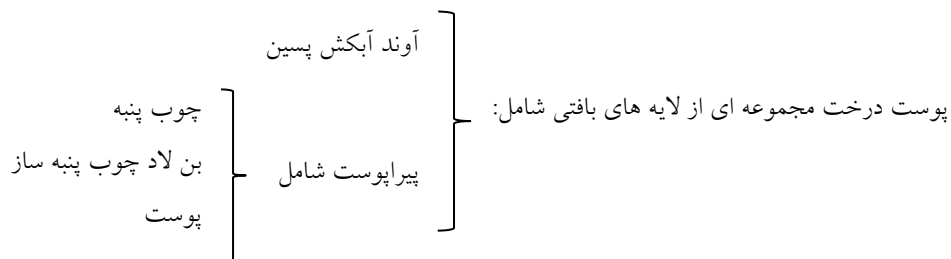 پوست درخت مجموعه ای از لایه های بافتی شامل:
آوند آبکش پسین
پیراپوست شامل
چوب پنبه
بن لاد چوب پنبه ساز
پوست